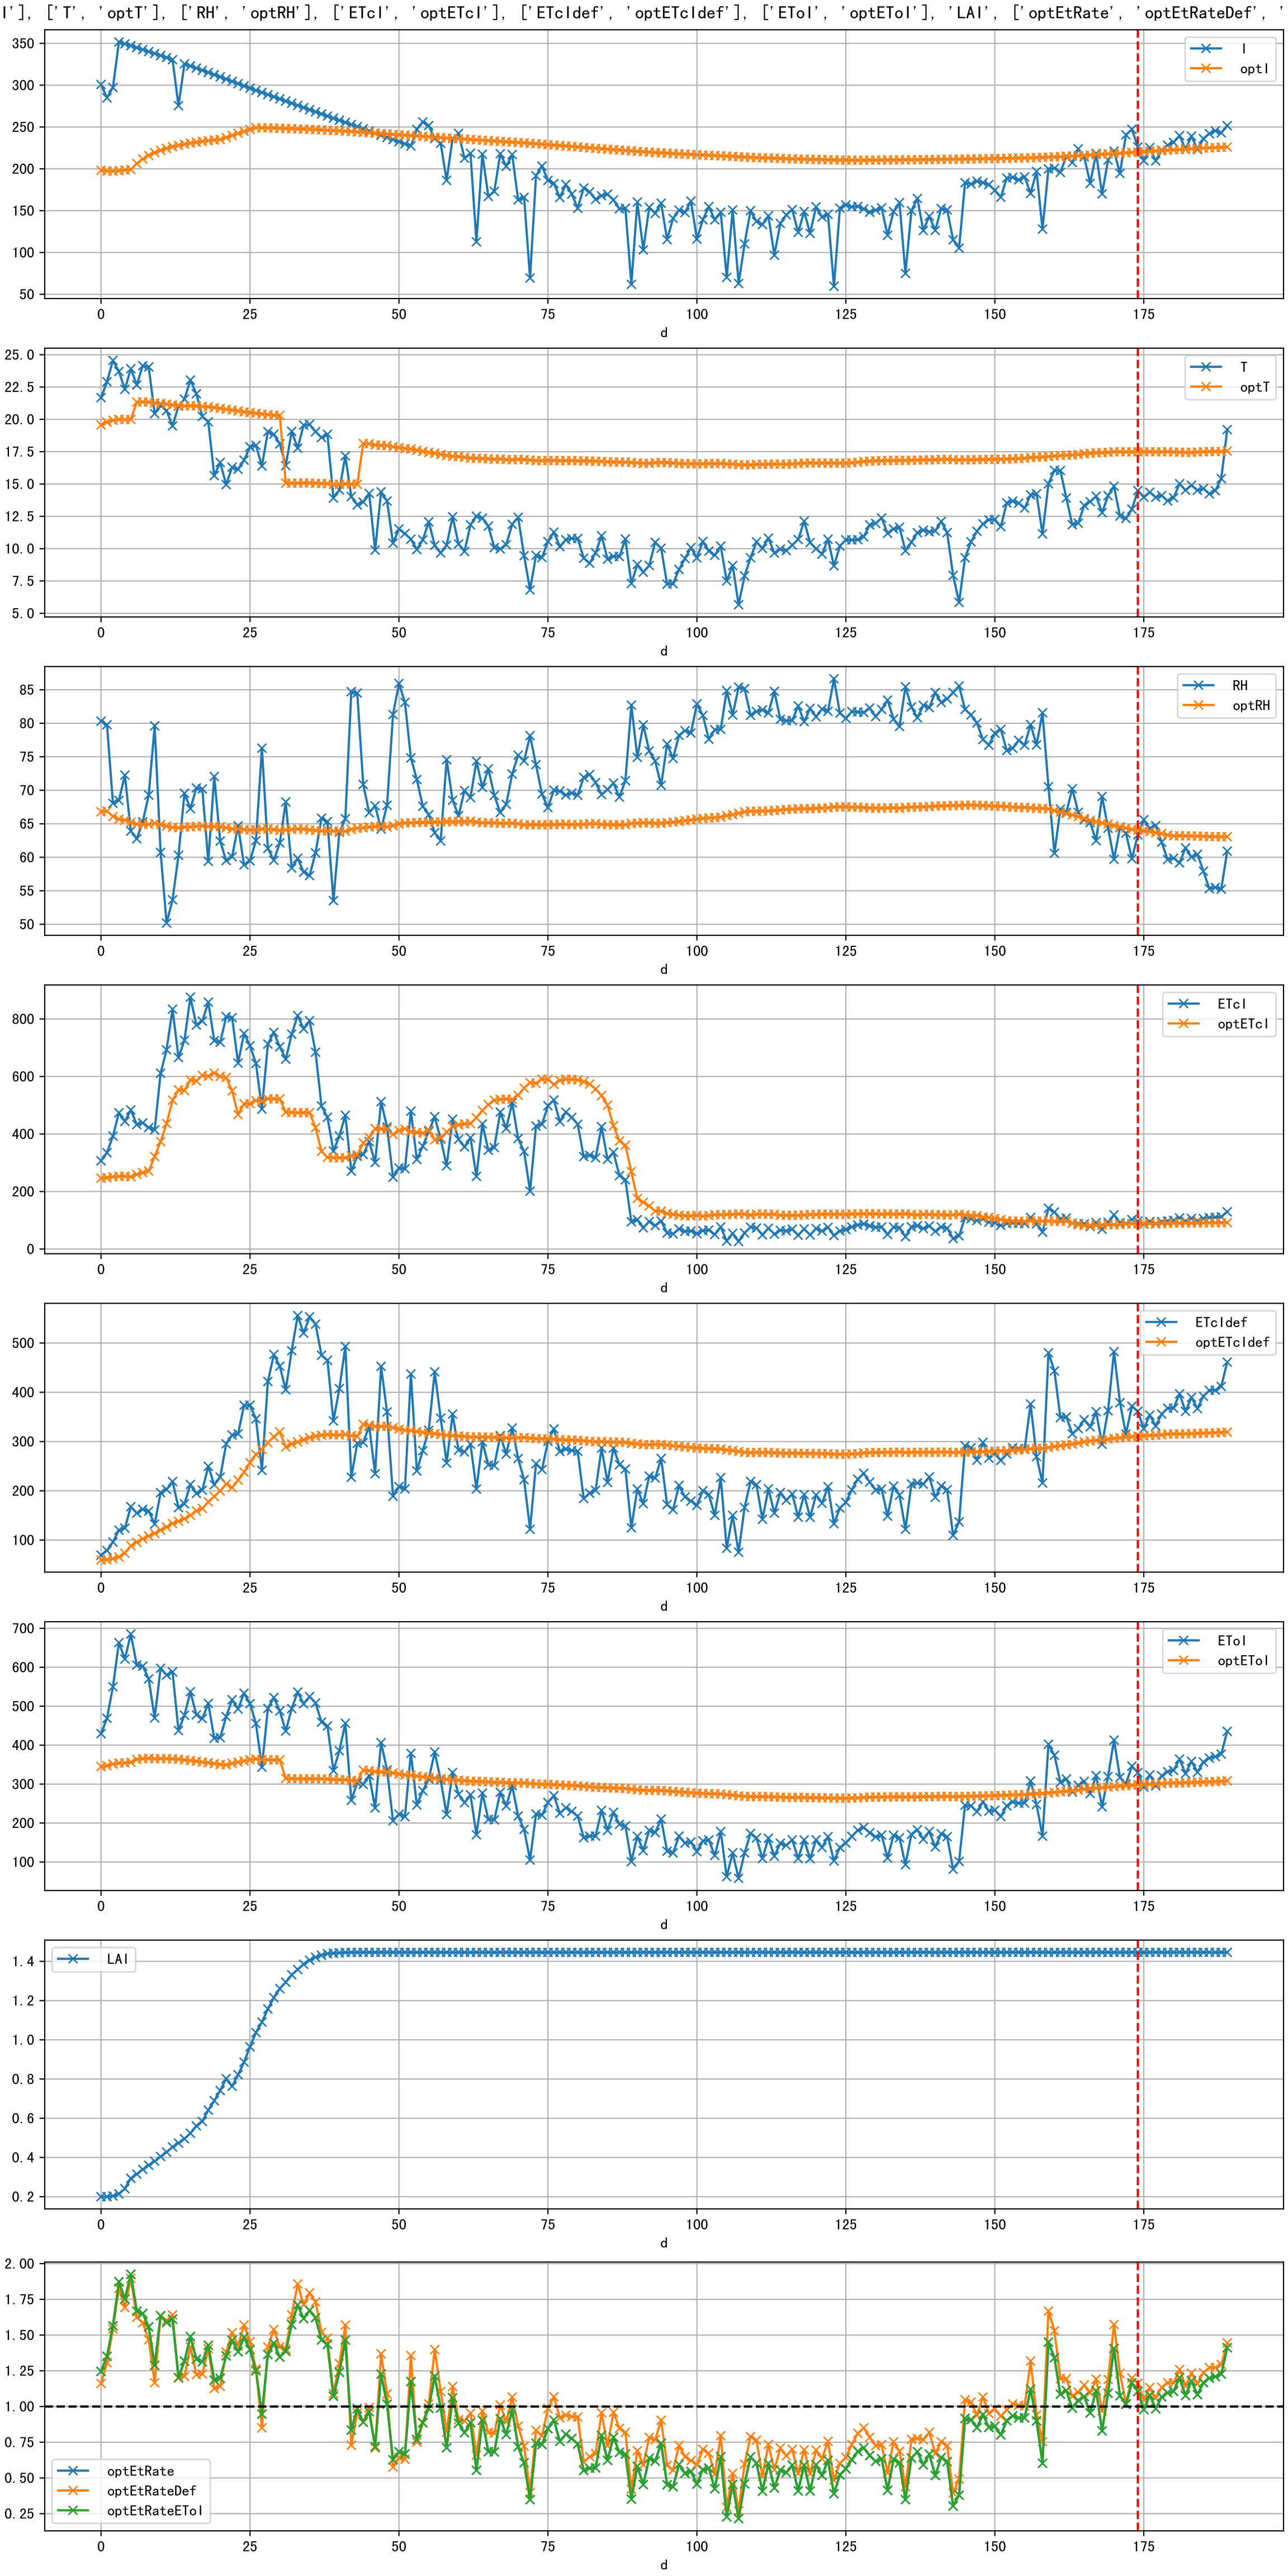 I'], ['T', 'optT'], ['RH', 'optRH'], ['ETcI', 'optETcI'], ['ETcIdef', 'optETcIdef'], ['EToI', 'optEToI'], 'LAI', ['optEtRate', 'optEtRateDef', '
350
300
250
200
150
100
50
I
optI
0 25 50 75 100 125 150 175
d
25.0
22.5
20.0
17.5
15.0
12.5
10.0
7.5
5.0
T
optT
0 25 50 75 100 125 150 175
d
85
80
75
70
65
60
55
50
RH
optRH
0 25 50 75 100 125 150 175
d
800
600
400
200
0
ETcI
optETcI
0 25 50 75 100 125 150 175
d
500
400
300
200
100
ETcIdef
optETcIdef
0 25 50 75 100 125 150 175
d
700
600
500
400
300
200
100
EToI
optEToI
0 25 50 75 100 125 150 175
d
1.4
1.2
1.0
0.8
0.6
0.4
0.2
LAI
0 25 50 75 100 125 150 175
d
2.00
1.75
1.50
1.25
1.00
0.75
0.50
0.25
optEtRate
optEtRateDef
optEtRateEToI
0 25 50 75 100 125 150 175
d